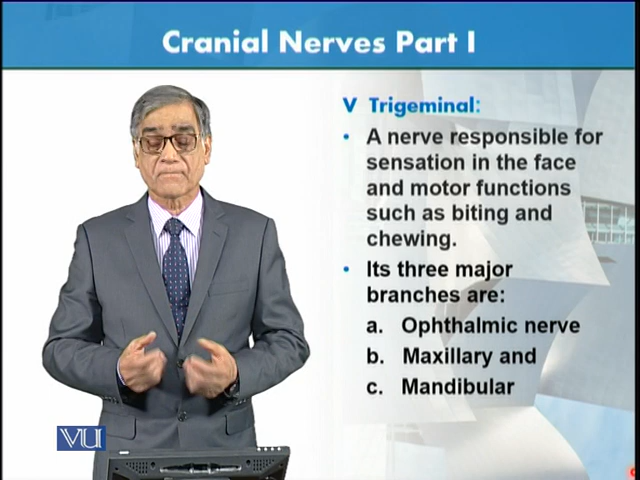 Cranial Nerves Part I
V Trigeminal:
• A nerve responsible for
sensation in the face
and motor functions
such as biting and
chewing.
• Its three major
branches are:
a. Ophthalmic nerve
b. Maxillary and
c. Mandibular
VU